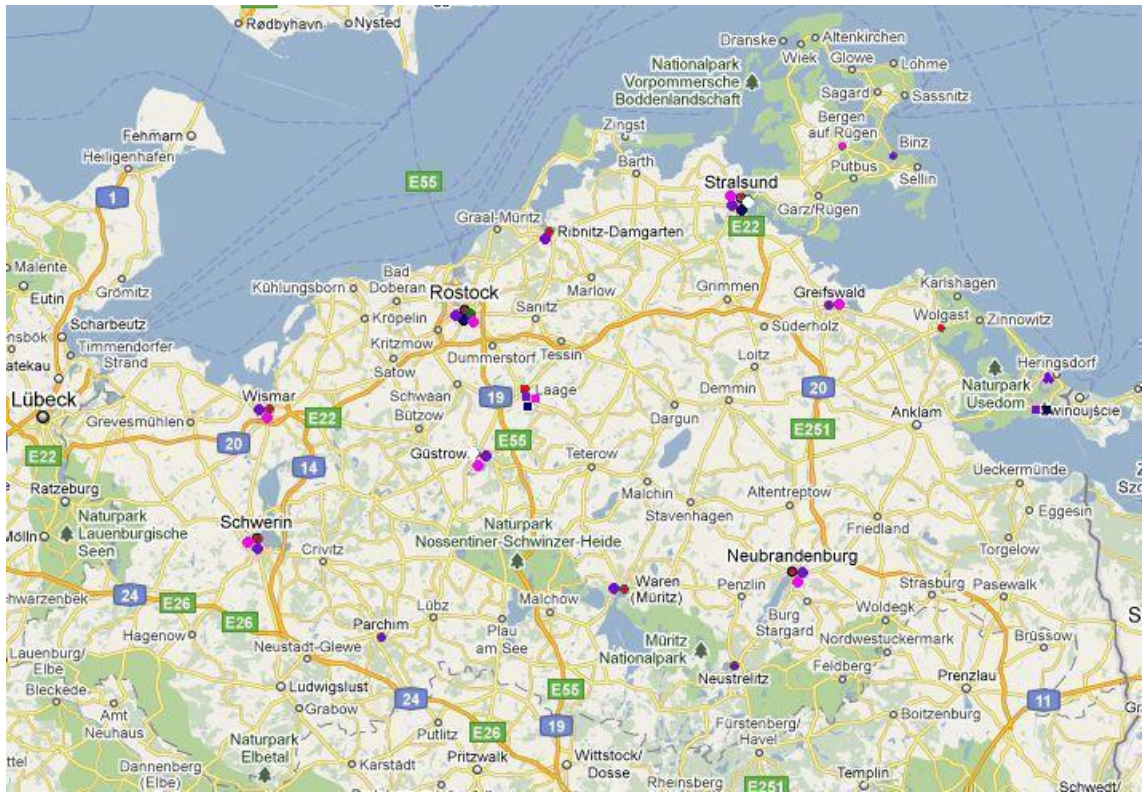 Rødbyhavn
Nysted
Dranske
Altenkirchen
Wiek
Glowe
Lohme
Nationalpark
Vorpommersche
Boddenlandschaft
Sagard
Sassnitz
Fehmarn
Zingst
Bergen
auf Rügen
Binz
Heiligenhafen
Barth
Putbus
Sellin
E55
1
Stralsund
Garz/Rügen
E22
Graal-Müritz
Ribnitz-Damgarten
Malente
Grömitz
Eutin
Kühlungsborn
Bad
Doberan
Rostock
Sanitz
Marlow
Grimmen
Greifswald
Karlshagen
Wolgast
Zinnowitz
Scharbeutz
Kröpelin
Süderholz
Timmendorfer
Strand
Kritzmow
Dummerstorf
Tessin
Loitz
Heringsdorf
Satow
Schwaan
Laage
Demmin
20
Naturpark
Usedom
Lübeck
Wismar
E22
19
Bützow
Dargun
Anklam
Grevesmühlen
20
E55
E251
E22
14
Güstrow
Teterow
Ueckermünde
Ratzeburg
Malchin
Altentreptow
Stavenhagen
Eggesin
Naturpark
Lauenburgische
Seen
Schwerin
Crivitz
Naturpark
Nossentiner-Schwinzer-Heide
Friedland
Torgelow
Neubrandenburg
24
E26
Waren
(Müritz)
Penzlin
Strasburg
Pasewalk
E26
Parchim
Lübz
Malchow
Burg
Stargard
Woldegk
Hagenow
Plau
am See
Müritz
Nationalpark
Nordwestuckermark
Brüssow
Lauenburg/
Elbe
Neustadt-Glewe
Neustrelitz
Feldberg
Bleckede
Ludwigslust
24
E55
Prenzlau
11
Amt
Neuhaus
Grabow
Putlitz
19
Fürstenberg/
Havel
Boitzenburg
Naturpark
Elbetal
E26
Pritzwalk
Wittstock/
Dosse
Dannenberg
(Elbe)
Karstädt
Rheinsberg
E251
Templin
Schwedt/